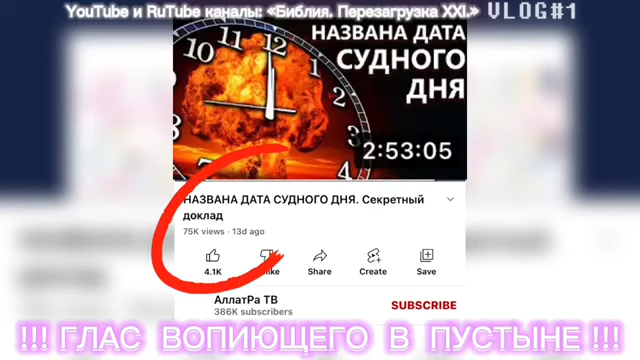 YouTube и RuTube каналы: «Библия. Перезагрузка XXI.» VLOG#1
НАЗВАНА ДАТА
СУДНОГО
ДНЯ
2:53:05
НАЗВАНА ДАТА СУДНОГО ДНЯ. Секретный
доклад
75K views · 13d ago
4.1K Share Create Save
АллатРа ТВ
386K subscribers
SUBSCRIBE
!!! ГЛАС ВОПИЮЩЕГО В ПУСТЫНЕ !!!